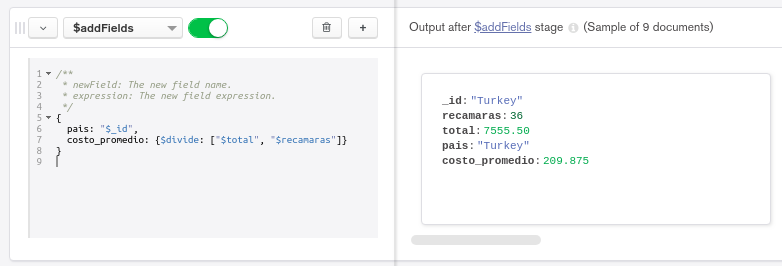 $addFields
+
Output after $addFields stage (Sample of 9 documents)
1 /**
2  * newField: The new field name.
3  * expression: The new field expression.
4  */
5 {
6   pais: "$_id",
7   costo_promedio: {$divide: ["$total", "$recamaras"]}
8 }
9
_id: "Turkey"
recamaras: 36
total: 7555.50
pais: "Turkey"
costo_promedio: 209.875